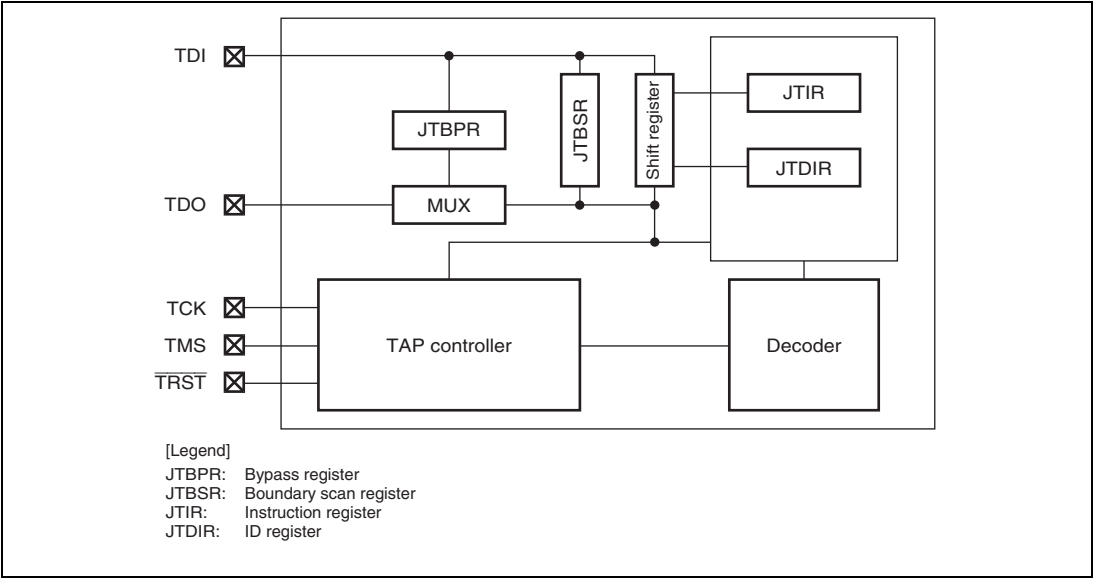 TDI
JTBPR
JTBSR
Shift register
JTIR
JTDIR
TDO
MUX
TCK
TMS
TRST
TAP controller
Decoder
[Legend]
JTBPR: Bypass register
JTBSR: Boundary scan register
JTIR: Instruction register
JTDIR: ID register